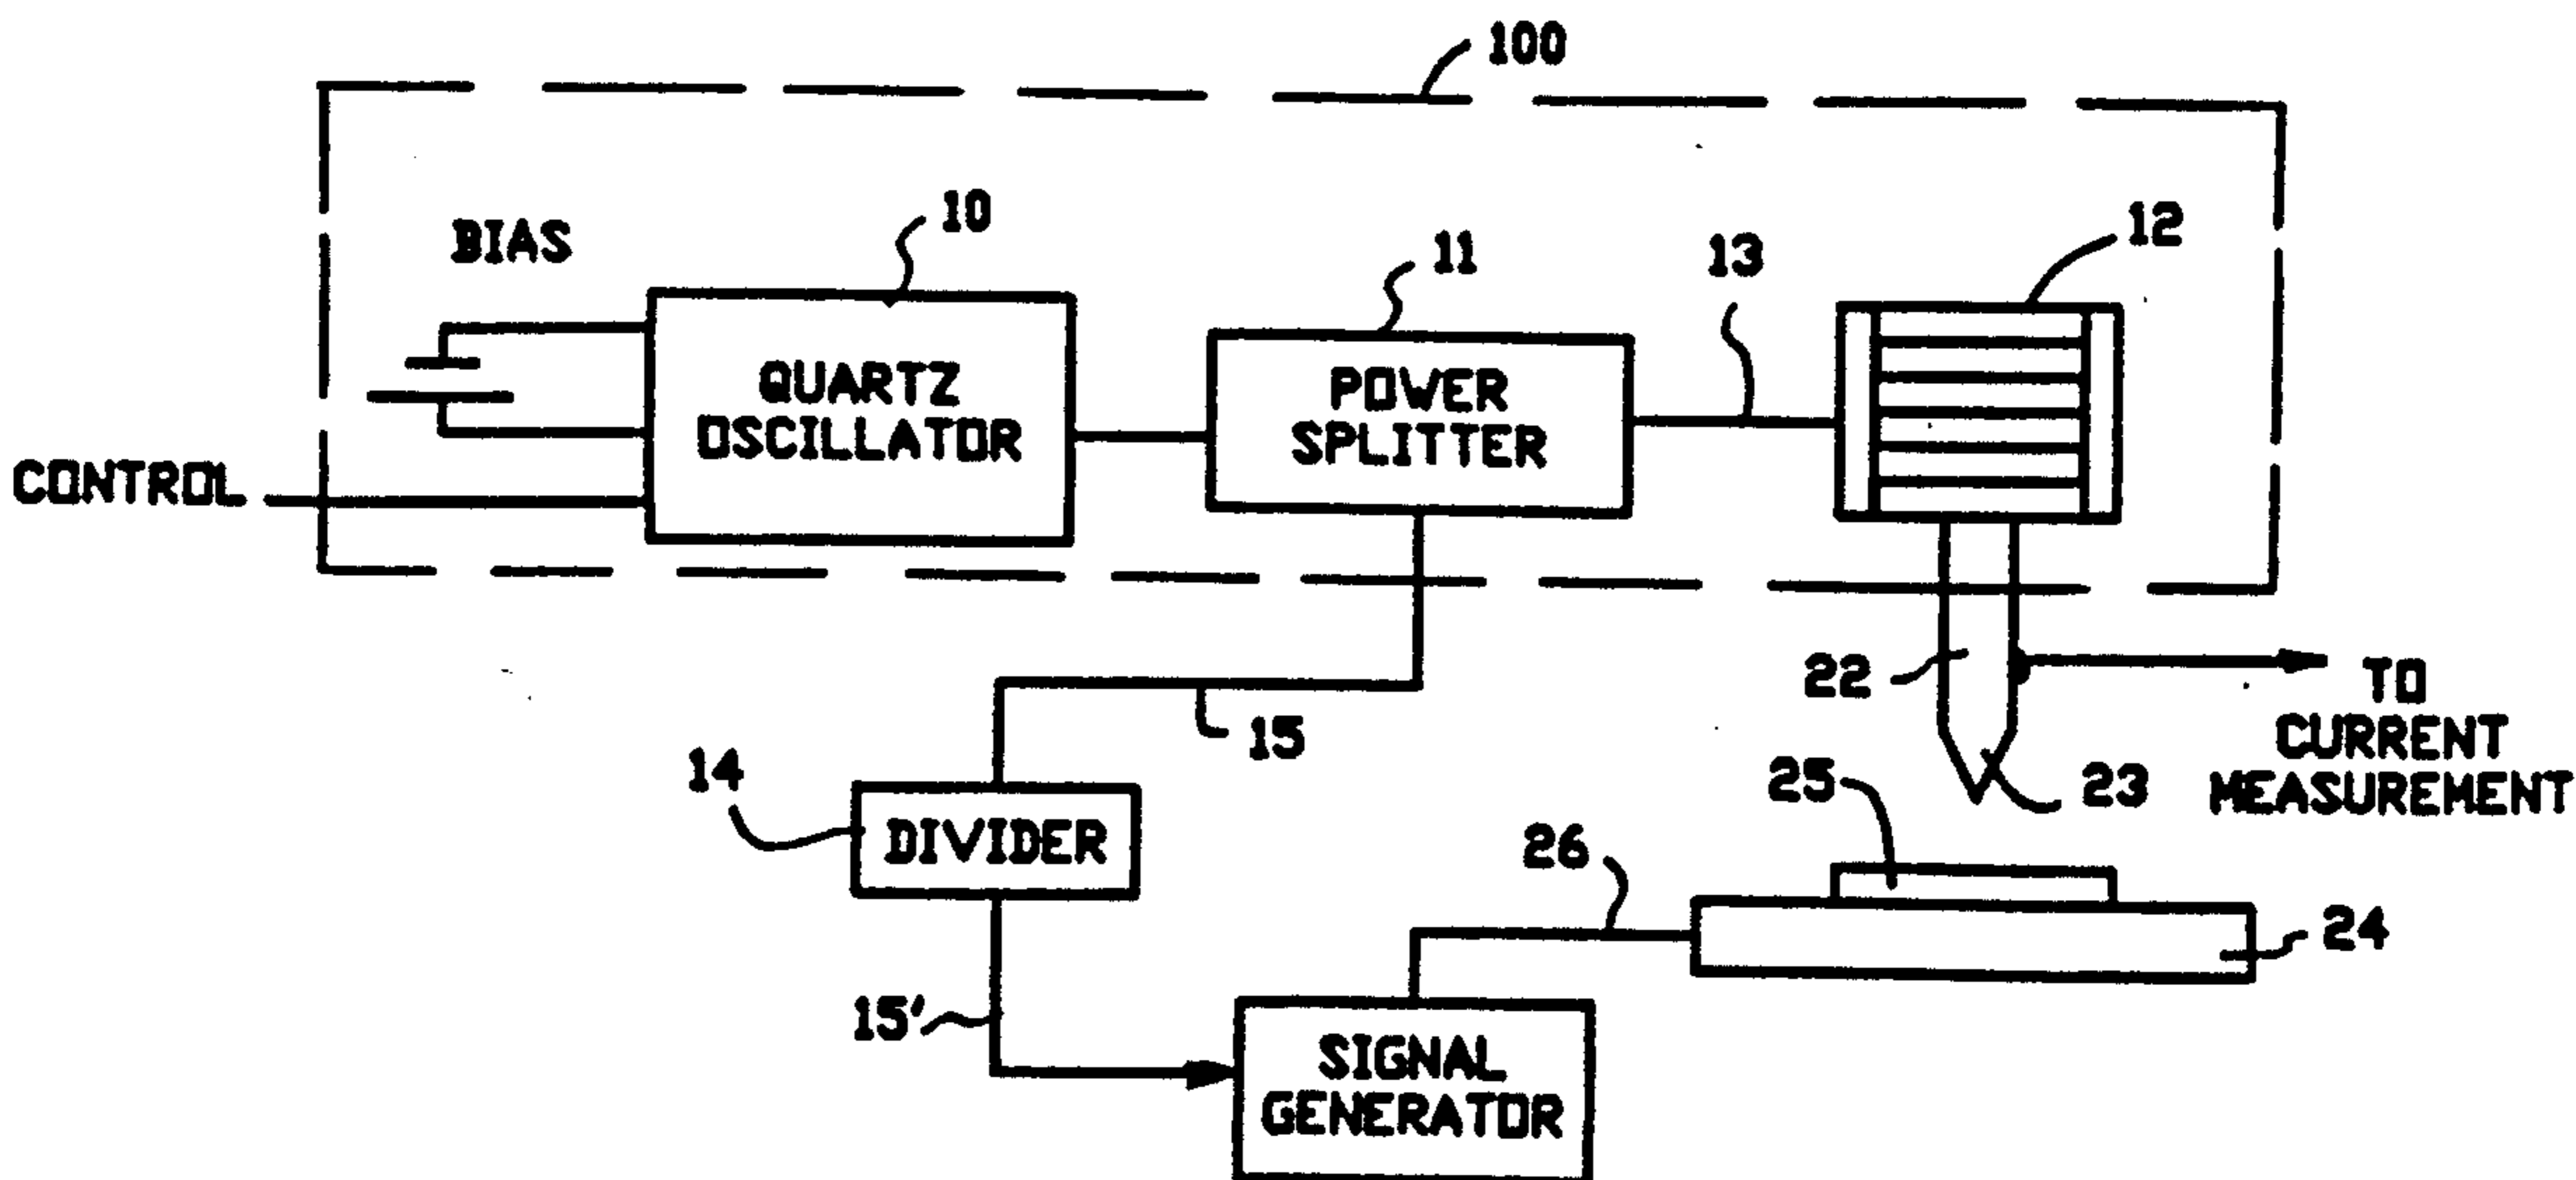 100
BIAS
10
11
13
12
QUARTZ
OSCILLATOR
POWER
SPLITTER
CONTROL
22
TO
CURRENT
MEASUREMENT
15
14
DIVIDER
25
23
26
24
15'
SIGNAL
GENERATOR